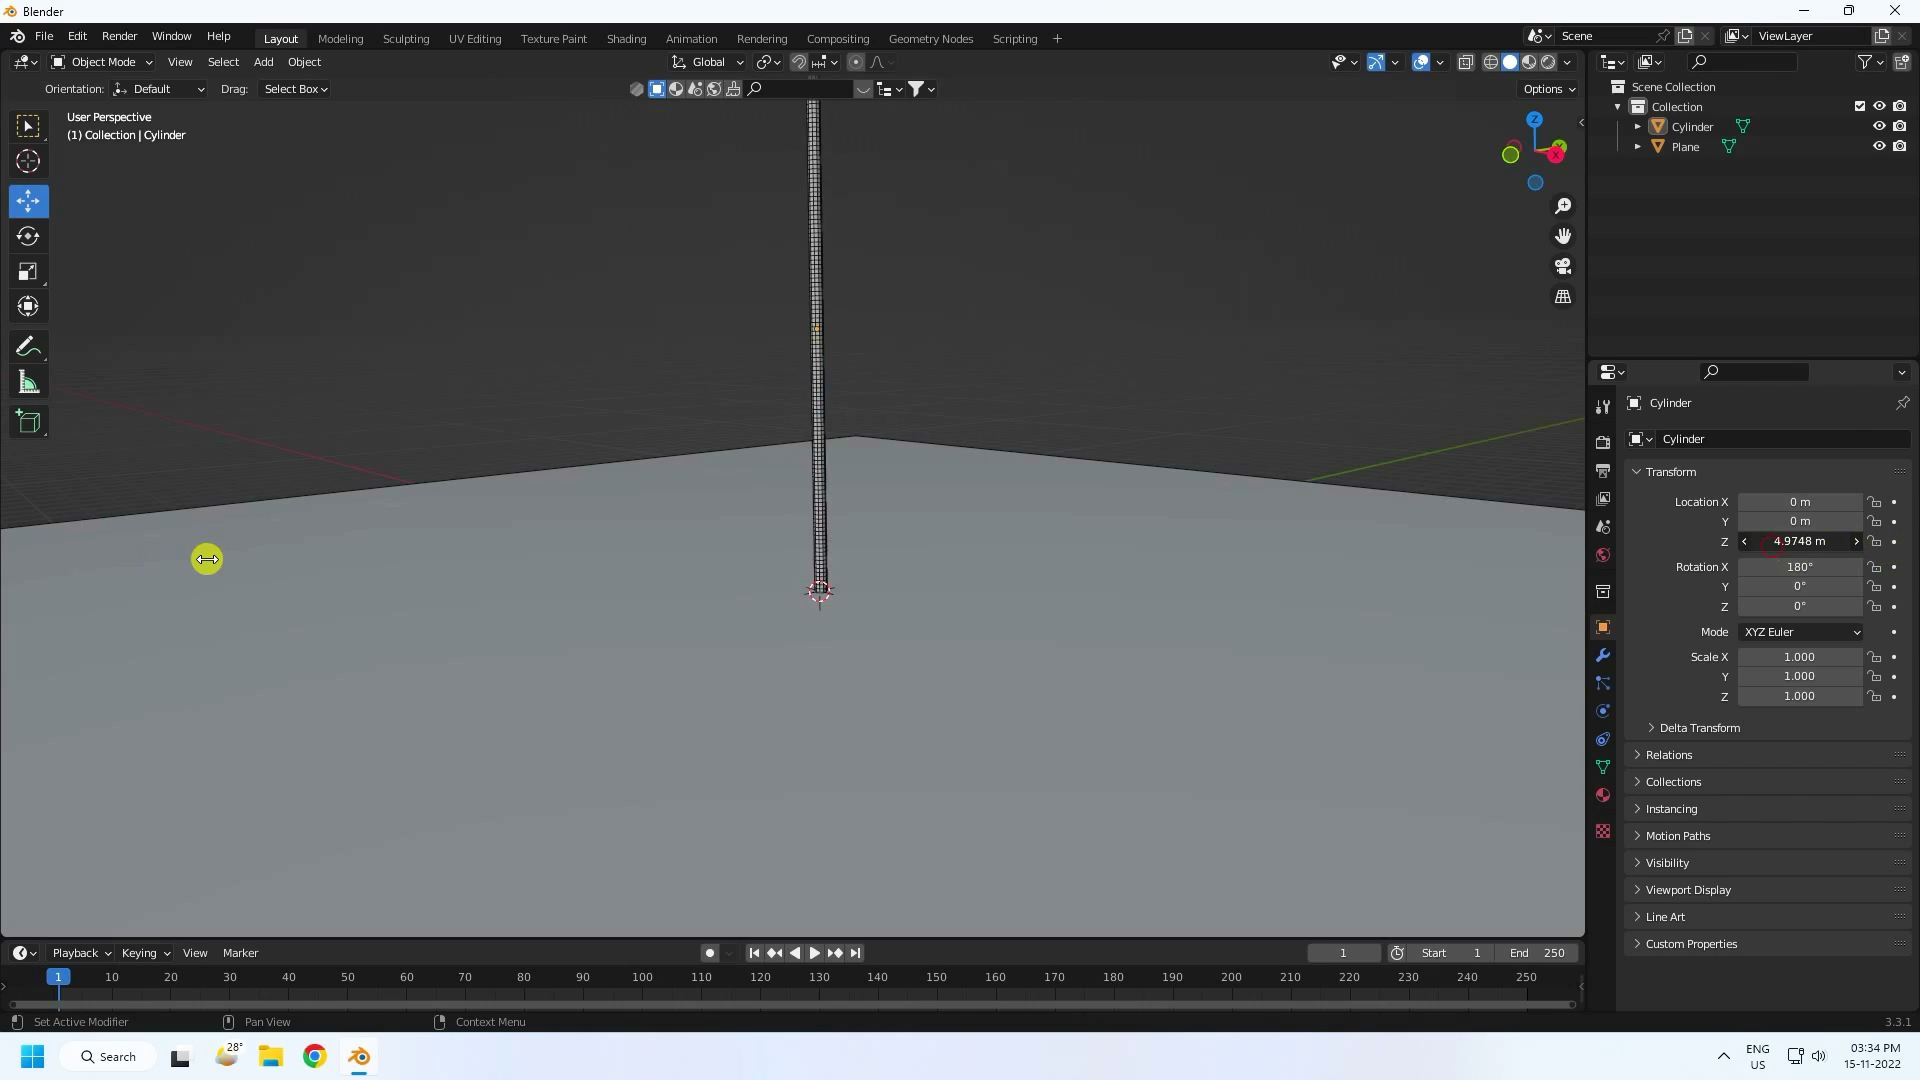 Blender
File Edit Render Window Help Layout Modeling Sculpting UV Editing Texture Paint Shading Animation Rendering Compositing Geometry Nodes Scripting + Scene ViewLayer
Object Mode View Select Add Object Global
Orientation: Default Drag: Select Box Options
User Perspective
(1) Collection | Cylinder
Z
Y
X
Scene Collection
Collection
Cylinder
Plane
Cylinder
Cylinder
Transform
Location X 0 m
Y 0 m
Z 4.9748 m
Rotation X 180°
Y 0°
Z 0°
Mode XYZ Euler
Scale X 1.000
Y 1.000
Z 1.000
Delta Transform
Relations
Collections
Instancing
Motion Paths
Visibility
Viewport Display
Line Art
Custom Properties
Playback Keying View Marker 1 Start 1 End 250
1 10 20 30 40 50 60 70 80 90 100 110 120 130 140 150 160 170 180 190 200 210 220 230 240 250
Set Active Modifier Pan View Context Menu 3.3.1
Search 28° ENG US 03:34 PM 15-11-2022